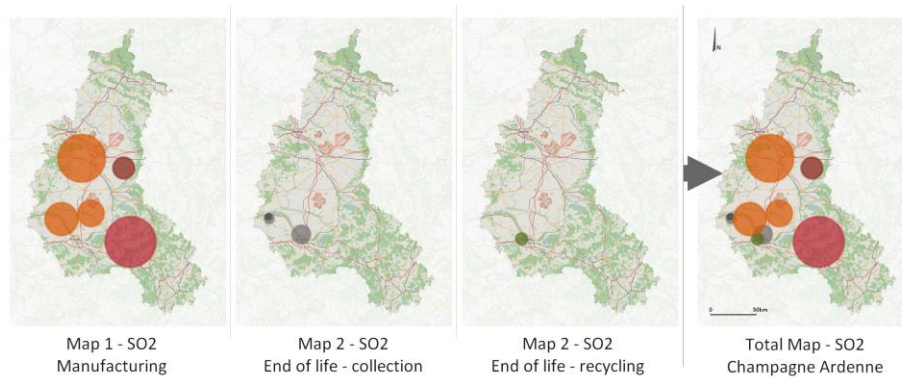 N
0
50km
Map 1 - SO2
Manufacturing
Map 2 - SO2
End of life - collection
Map 2 - SO2
End of life - recycling
Total Map - SO2
Champagne Ardenne